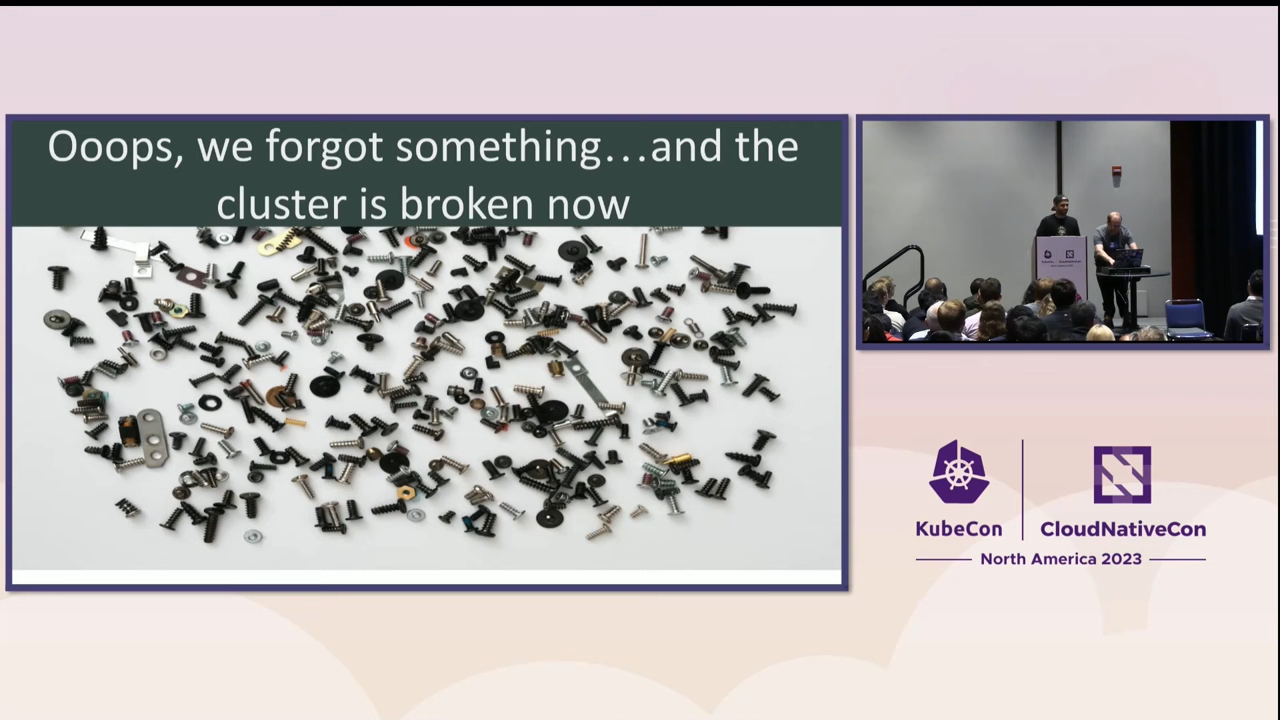 Ooops, we forgot something…and the
cluster is broken now
KubeCon
CloudNativeCon
North America 2023